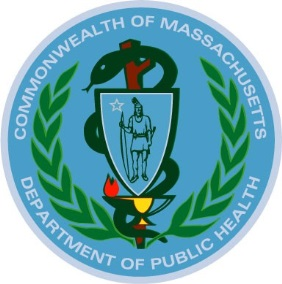 COMMONWEALTH OF MASSACHUSETTS
DEPARTMENT OF PUBLIC HEALTH